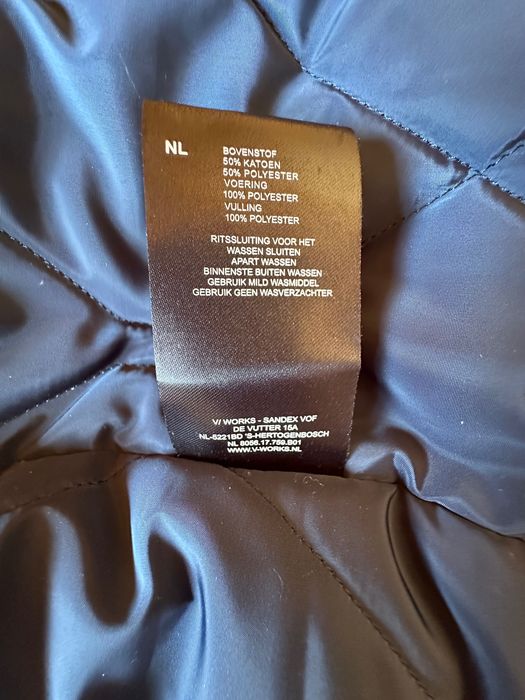 NL
BOVENSTOF
50% KATOEN
50% POLYESTER
VOERING
100% POLYESTER
VULLING
100% POLYESTER
RITSSLUITING VOOR HET
WASSEN SLUITEN
APART WASSEN
BINNENSTE BUITEN WASSEN
GEBRUIK MILD WASMIDDEL
GEBRUIK GEEN WASVERZACHTER
V/ WORKS - SANDEX VOF
DE VUTTER 15A
NL-5221BD 'S-HERTOGENBOSCH
NL 8056.17.759.B01
WWW.V-WORKS.NL